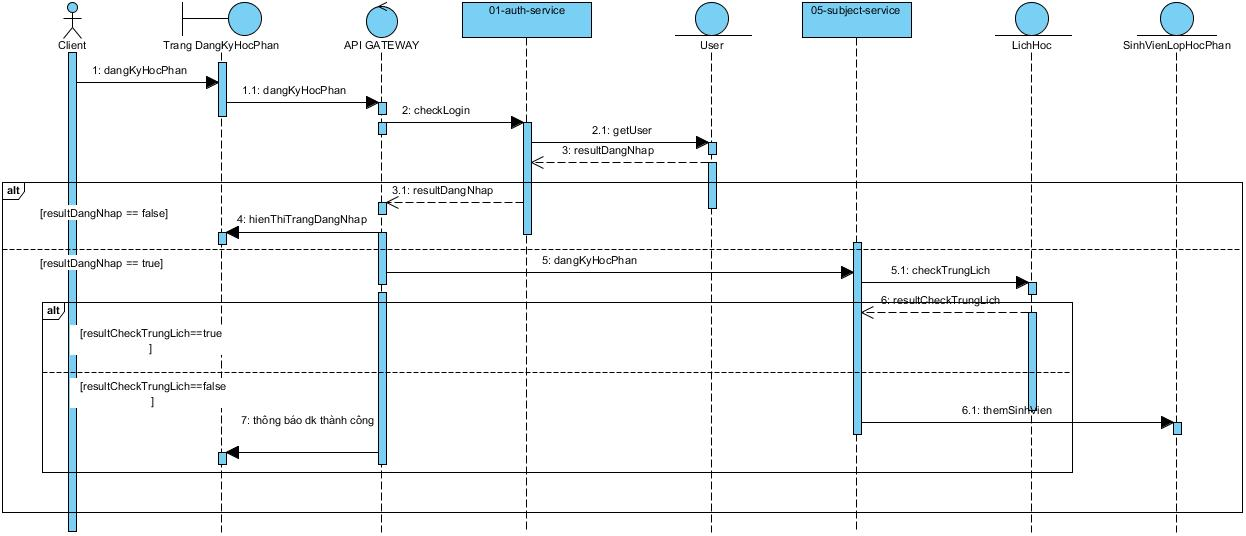 01-auth-service
05-subject-service
Client
Trang DangKyHocPhan
API GATEWAY
User
LichHoc
SinhVienLopHocPhan
1: dangKyHocPhan
1.1: dangKyHocPhan
2: checkLogin
2.1: getUser
3: resultDangNhap
alt
3.1: resultDangNhap
[resultDangNhap == false]
4: hienThiTrangDangNhap
[resultDangNhap == true]
5: dangKyHocPhan
5.1: checkTrungLich
alt
6: resultCheckTrungLich
[resultCheckTrungLich==true
]
[resultCheckTrungLich==false
]
6.1: themSinhVien
7: thông báo dk thành công